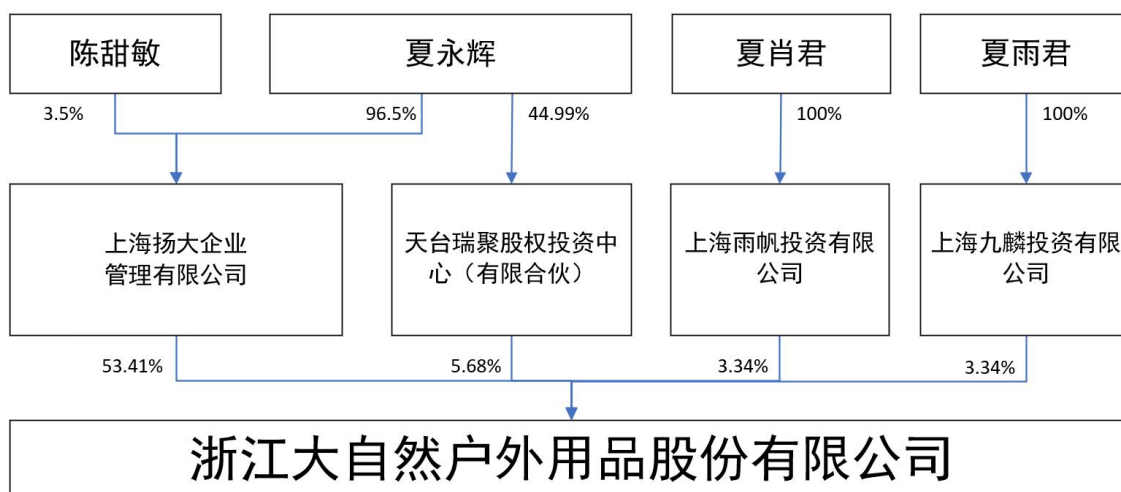 陈甜敏
夏永辉
夏肖君
夏雨君
3.5%
96.5%
44.99%
100%
100%
上海扬大企业
管理有限公司
天台瑞聚股权投资中
心（有限合伙）
上海雨帆投资有限
公司
上海九麟投资有限
公司
53.41%
5.68%
3.34%
3.34%
浙江大自然户外用品股份有限公司